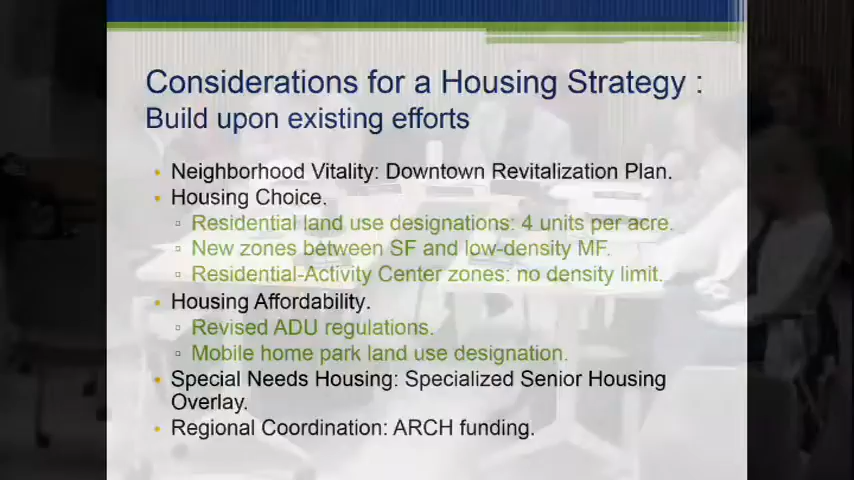 Considerations for a Housing Strategy :
Build upon existing efforts
• Neighborhood Vitality: Downtown Revitalization Plan.
• Housing Choice.
▫ Residential land use designations: 4 units per acre.
▫ New zones between SF and low-density MF.
▫ Residential-Activity Center zones: no density limit.
• Housing Affordability.
▫ Revised ADU regulations.
▫ Mobile home park land use designation.
• Special Needs Housing: Specialized Senior Housing
Overlay.
• Regional Coordination: ARCH funding.